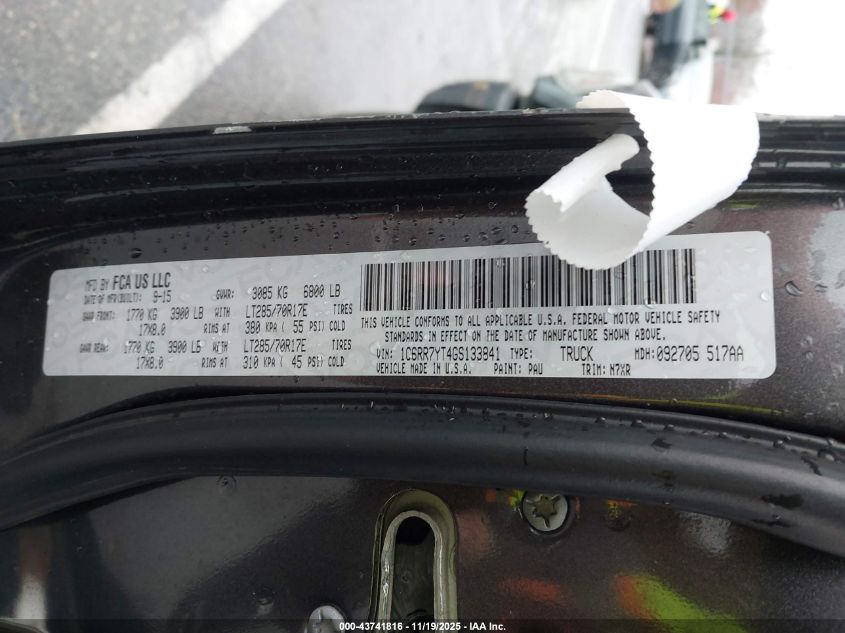 MFD BY FCA US LLC
DATE OF MFR(BUILT): 9-15 GVWR: 3085 KG 6800 LB
GAWR FRONT: 1770 KG 3900 LB WITH LT285/70R17E TIRES
17X8.0 RIMS AT 380 KPA ( 55 PSI) COLD
GAWR REAR: 1770 KG 3900 LB WITH LT285/70R17E TIRES
17X8.0 RIMS AT 310 KPA ( 45 PSI) COLD
THIS VEHICLE CONFORMS TO ALL APPLICABLE U.S.A. FEDERAL MOTOR VEHICLE SAFETY
STANDARDS IN EFFECT ON THE DATE OF MANUFACTURE SHOWN ABOVE.
VIN: 1C6RR7YT4GS133841 TYPE: TRUCK MDH: 092705 517AA
VEHICLE MADE IN U.S.A. PAINT: PAU TRIM: N7XR
000-43741816 - 11/19/2025 - IAA Inc.